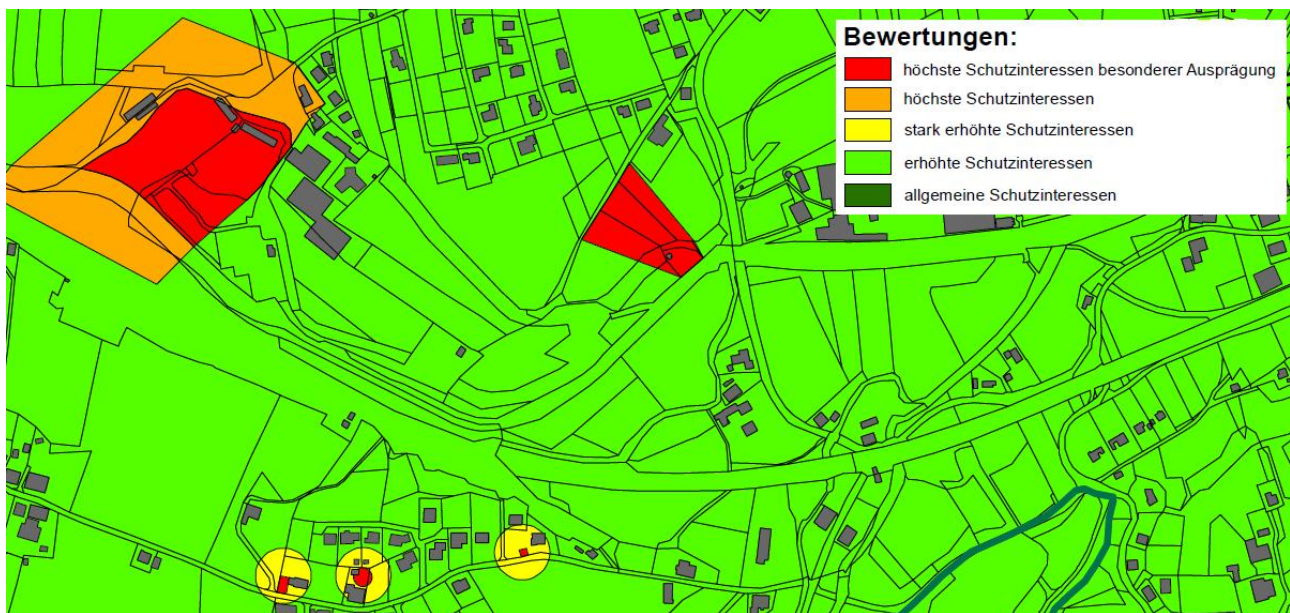 Bewertungen:
höchste Schutzinteressen besonderer Ausprägung
höchste Schutzinteressen
stark erhöhte Schutzinteressen
erhöhte Schutzinteressen
allgemeine Schutzinteressen